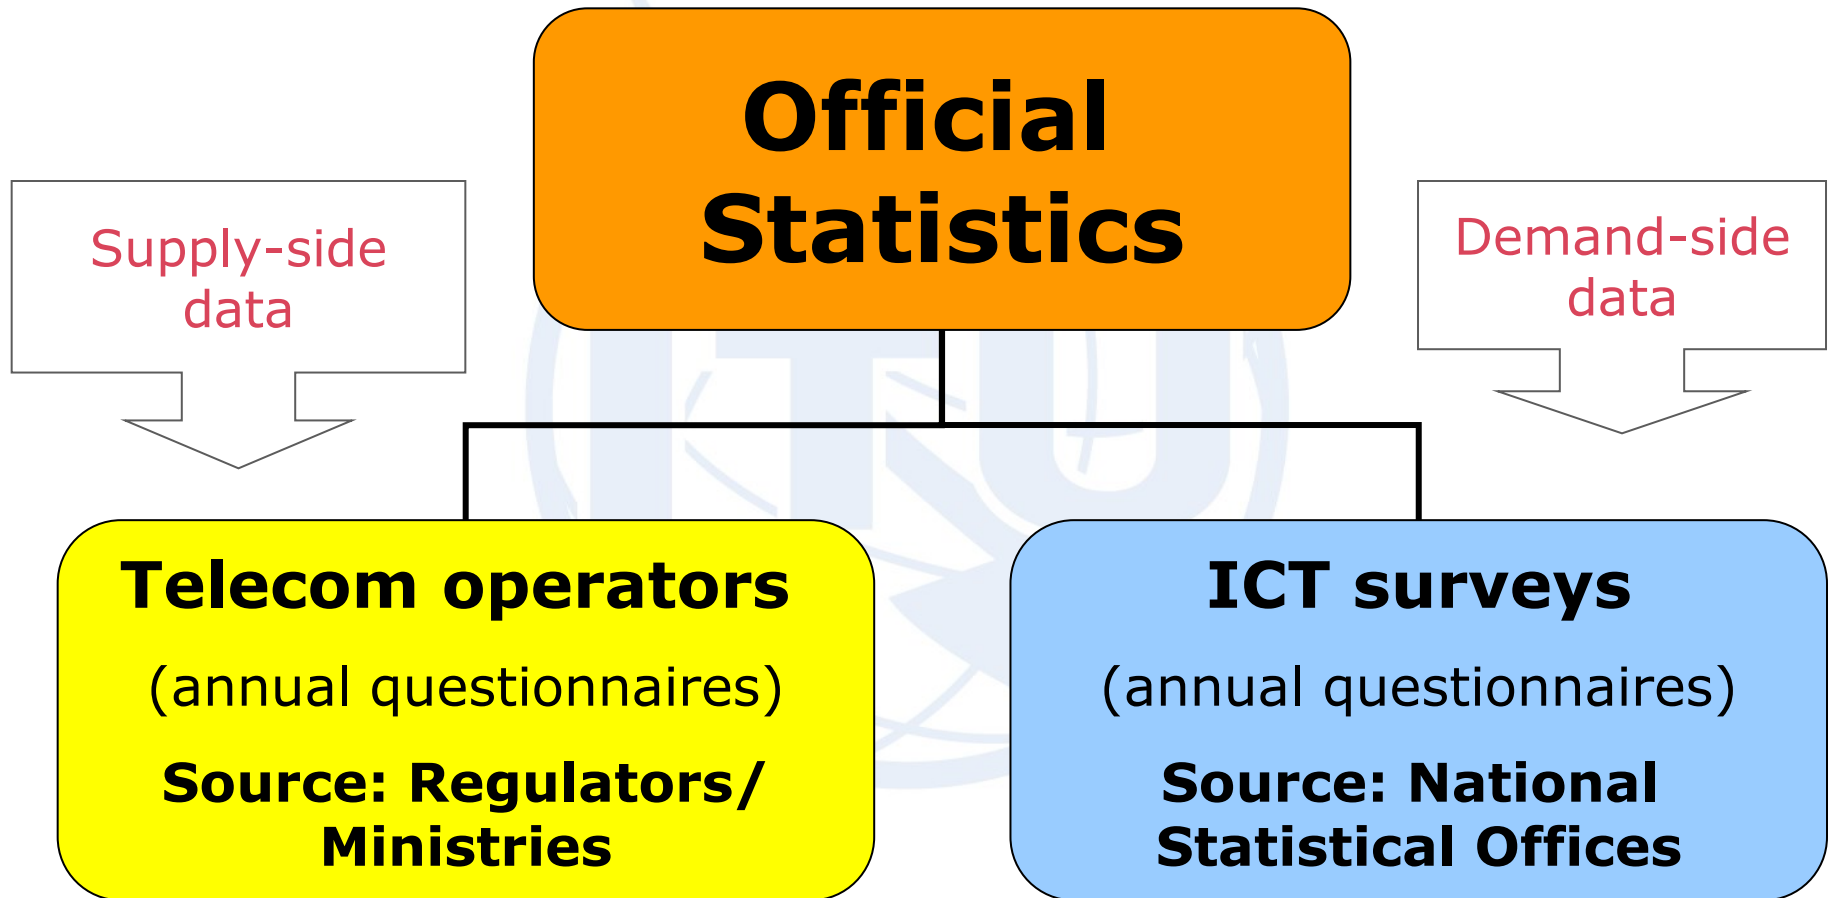 Official
Statistics
Supply-side
data
Demand-side
data
ITU
Telecom operators
(annual questionnaires)
Source: Regulators/
Ministries
ICT surveys
(annual questionnaires)
Source: National
Statistical Offices